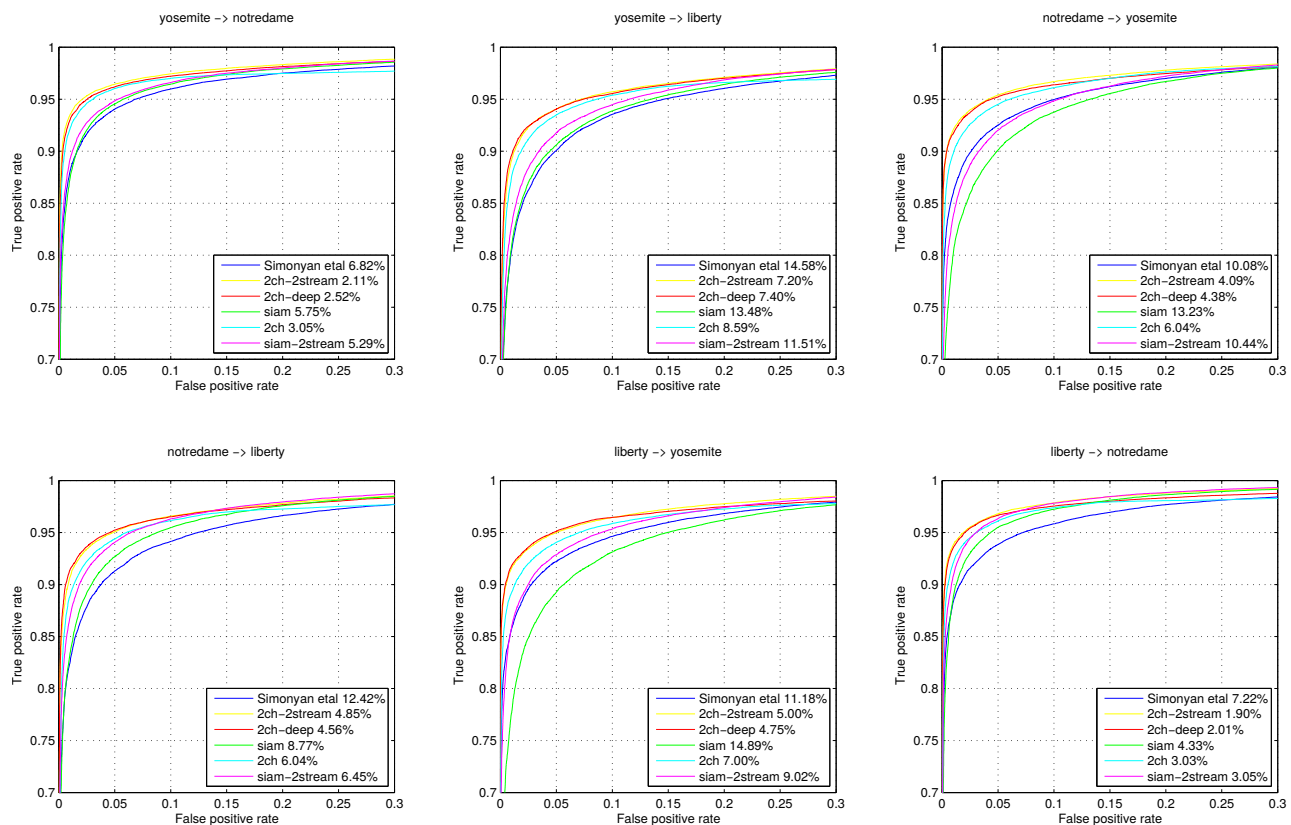 yosemite −> notredame
1
0.95
0.9
0.85
0.8
0.75
0.7
True positive rate
Simonyan etal 6.82%
2ch−2stream 2.11%
2ch−deep 2.52%
siam 5.75%
2ch 3.05%
siam−2stream 5.29%
0 0.05 0.1 0.15 0.2 0.25 0.3
False positive rate
yosemite −> liberty
1
0.95
0.9
0.85
0.8
0.75
0.7
True positive rate
Simonyan etal 14.58%
2ch−2stream 7.20%
2ch−deep 7.40%
siam 13.48%
2ch 8.59%
siam−2stream 11.51%
0 0.05 0.1 0.15 0.2 0.25 0.3
False positive rate
notredame −> yosemite
1
0.95
0.9
0.85
0.8
0.75
0.7
True positive rate
Simonyan etal 10.08%
2ch−2stream 4.09%
2ch−deep 4.38%
siam 13.23%
2ch 6.04%
siam−2stream 10.44%
0 0.05 0.1 0.15 0.2 0.25 0.3
False positive rate
notredame −> liberty
1
0.95
0.9
0.85
0.8
0.75
0.7
True positive rate
Simonyan etal 12.42%
2ch−2stream 4.85%
2ch−deep 4.56%
siam 8.77%
2ch 6.04%
siam−2stream 6.45%
0 0.05 0.1 0.15 0.2 0.25 0.3
False positive rate
liberty −> yosemite
1
0.95
0.9
0.85
0.8
0.75
0.7
True positive rate
Simonyan etal 11.18%
2ch−2stream 5.00%
2ch−deep 4.75%
siam 14.89%
2ch 7.00%
siam−2stream 9.02%
0 0.05 0.1 0.15 0.2 0.25 0.3
False positive rate
liberty −> notredame
1
0.95
0.9
0.85
0.8
0.75
0.7
True positive rate
Simonyan etal 7.22%
2ch−2stream 1.90%
2ch−deep 2.01%
siam 4.33%
2ch 3.03%
siam−2stream 3.05%
0 0.05 0.1 0.15 0.2 0.25 0.3
False positive rate